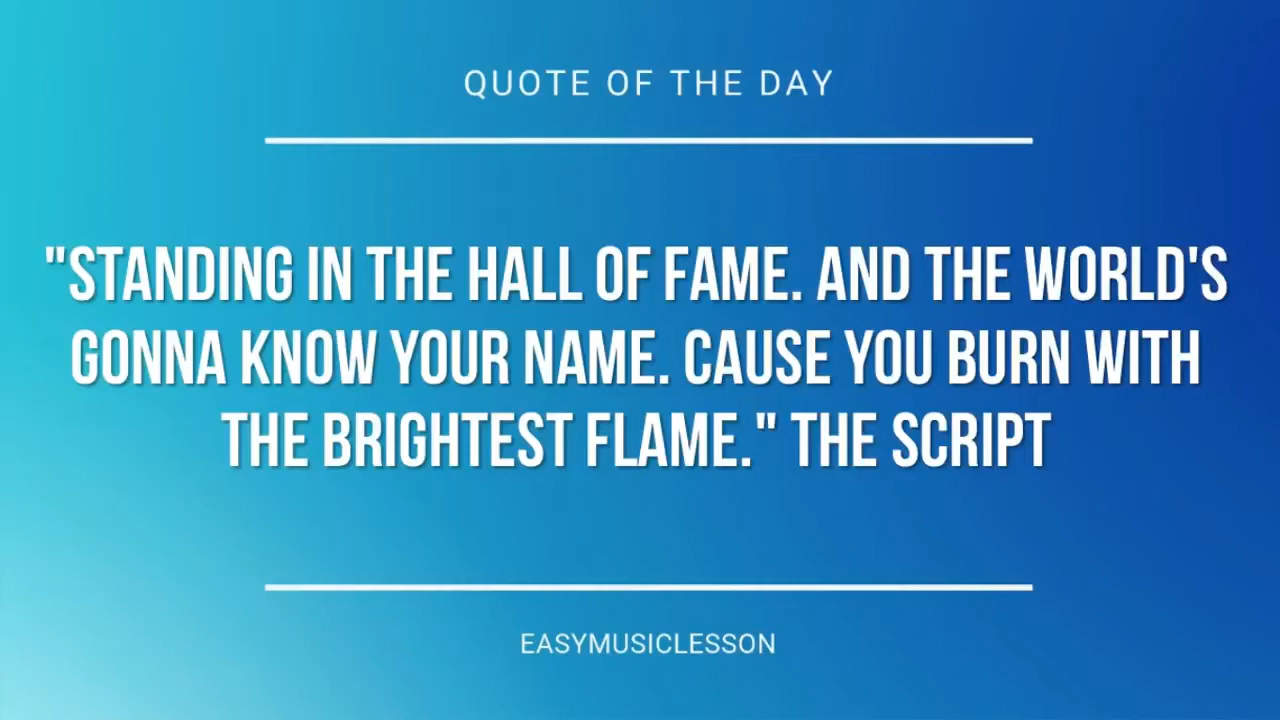 QUOTE OF THE DAY
"STANDING IN THE HALL OF FAME. AND THE WORLD'S
GONNA KNOW YOUR NAME. CAUSE YOU BURN WITH
THE BRIGHTEST FLAME." THE SCRIPT
EASYMUSICLESSON